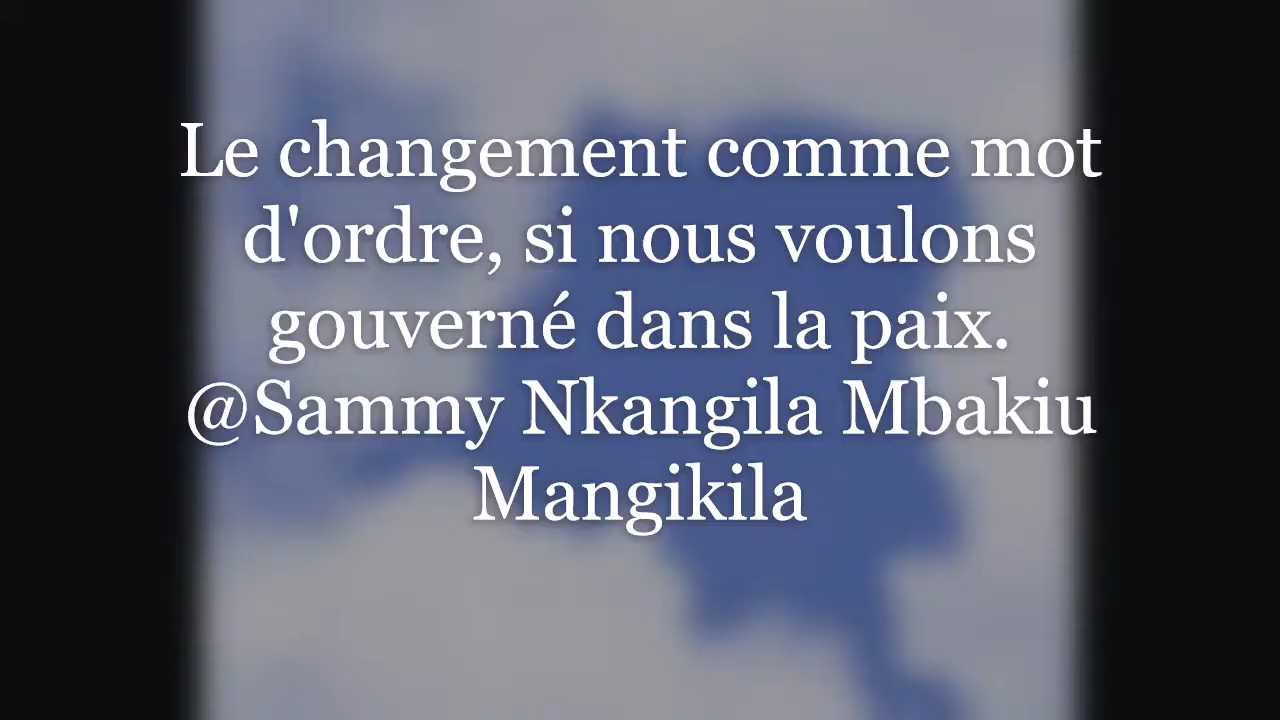 Le changement comme mot
d'ordre, si nous voulons
gouverné dans la paix.
@Sammy Nkangila Mbakiu
Mangikila